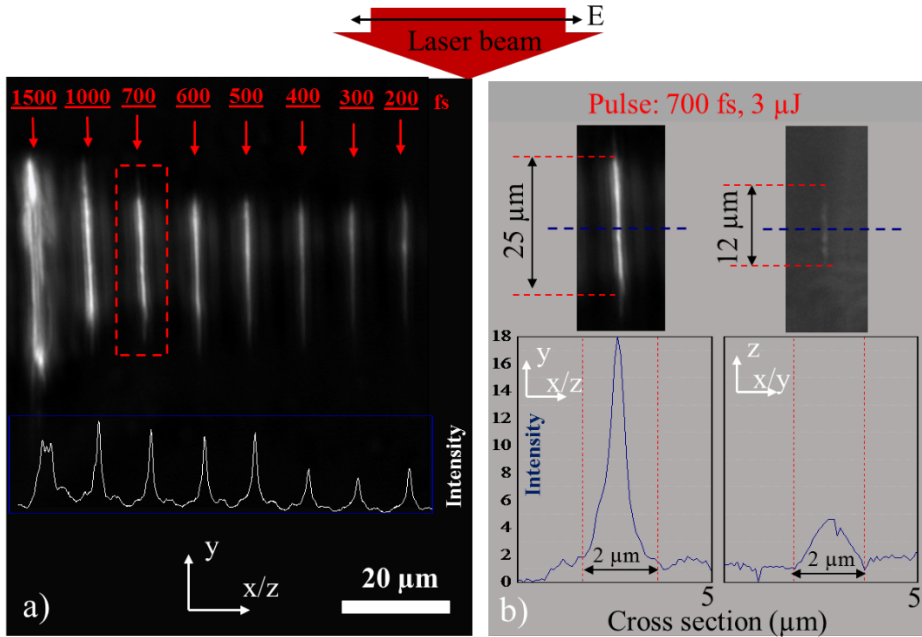 E
Laser beam
1500 1000 700 600 500 400 300 200 fs
Intensity
y
x/z
20 μm
a)
Pulse: 700 fs, 3 μJ
25 μm
12 μm
18
16
14
12
10
8
6
4
2
0
Intensity
y
x/z
2 μm
5
z
x/y
2 μm
5
Cross section (μm)
b)